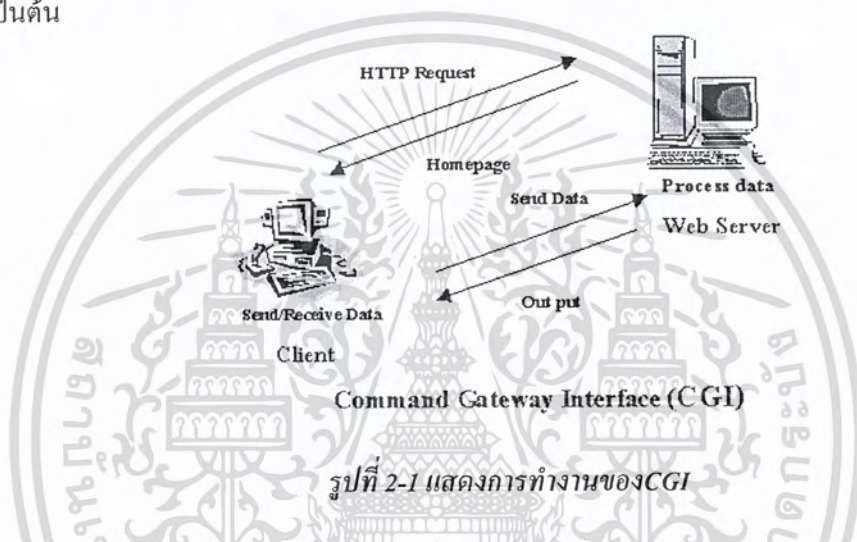 เป็นต้น
HTTP Request
Homepage
Send Data
Process data
Web Server
Out put
Send/Receive Data
Client
Command Gateway Interface (CGI)
รูปที่ 2-1 แสดงการทำงานของCGI